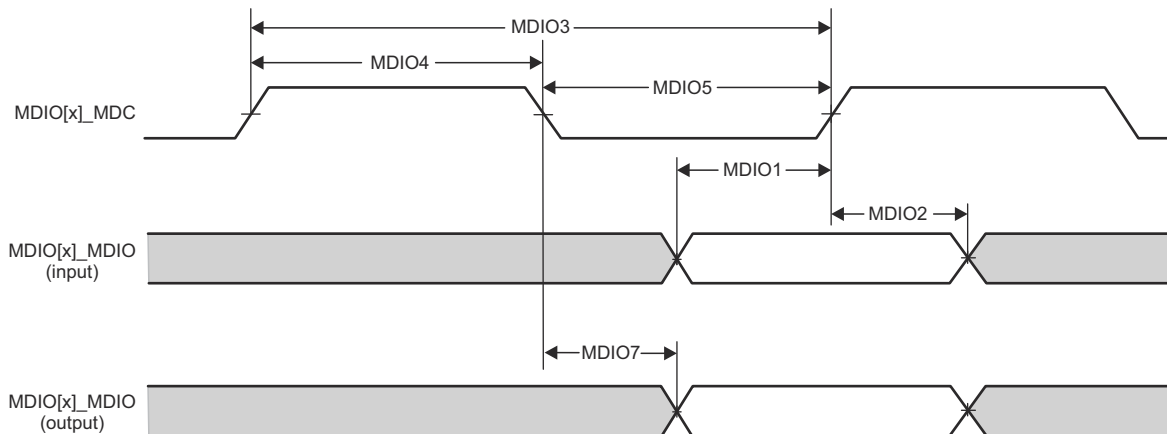 MDIO3
MDIO4
MDIO5
MDIO[x]_MDC
MDIO1
MDIO2
MDIO[x]_MDIO
(input)
MDIO7
MDIO[x]_MDIO
(output)